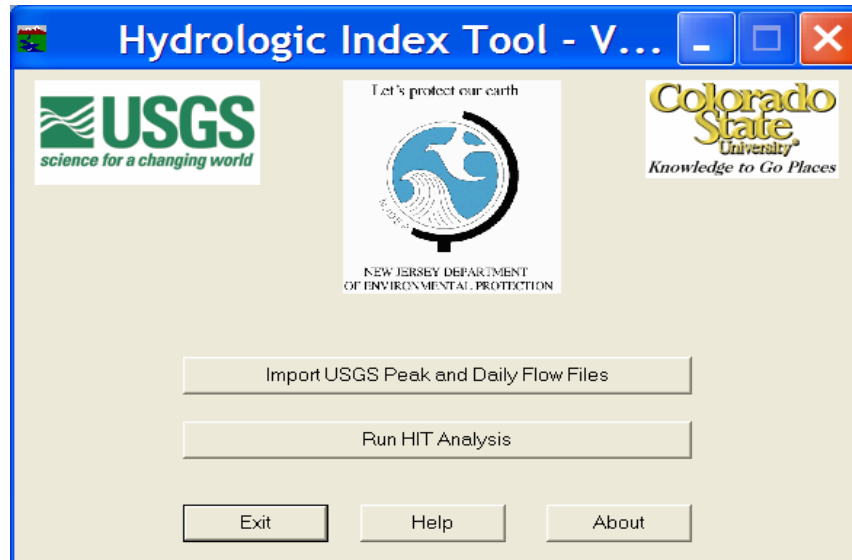 Hydrologic Index Tool - V...
USGS
science for a changing world
Let's protect our earth
NJDEP
NEW JERSEY DEPARTMENT
OF ENVIRONMENTAL PROTECTION
Colorado
State
University
Knowledge to Go Places
Import USGS Peak and Daily Flow Files
Run HIT Analysis
Exit
Help
About